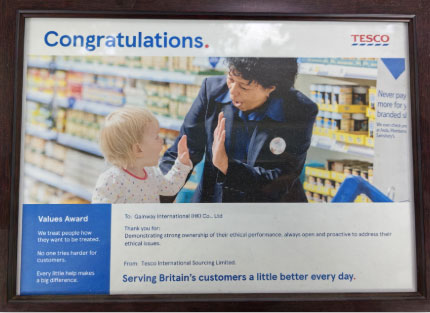 Congratulations.
TESCO
Never pay
more for y
branded s
Values Award
We treat people how
they want to be treated.
No one tries harder for
customers.
Every little help makes
a big difference.
To: Gainway International (HK) Co., Ltd
Thank you for:
Demonstrating strong ownership of their ethical performance, always open and proactive to address their
ethical issues.
From: Tesco International Sourcing Limited.
Serving Britain's customers a little better every day.